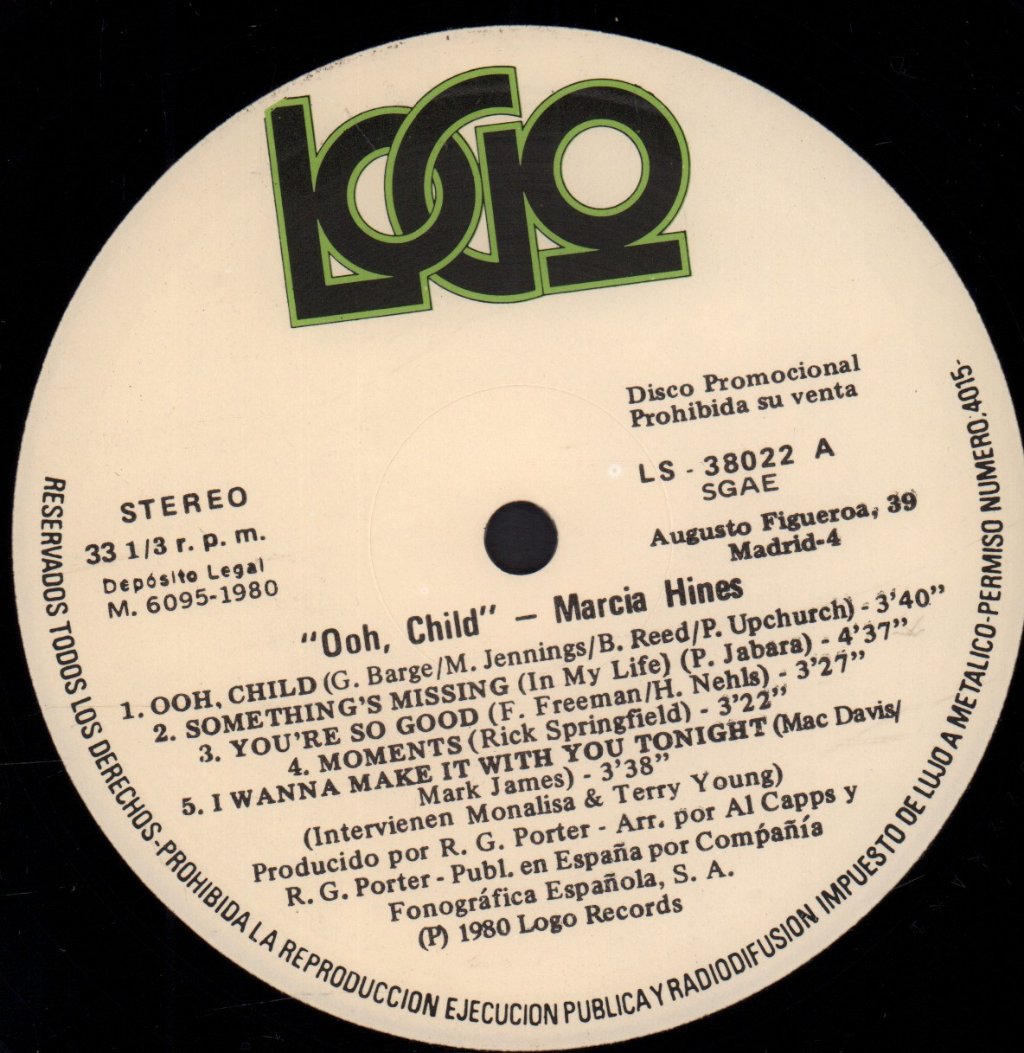 LOGO
Disco Promocional
Prohibida su venta
LS - 38022 A
SGAE
Augusto Figueroa, 39
Madrid-4
STEREO
33 1/3 r. p. m.
Depósito Legal
M. 6095-1980
"Ooh, Child" – Marcia Hines
1. OOH, CHILD (G. Barge/M. Jennings/B. Reed/P. Upchurch) - 3'40"
2. SOMETHING'S MISSING (In My Life) (P. Jabara) - 4'37"
3. YOU'RE SO GOOD (F. Freeman/H. Nehls) - 3'27"
4. MOMENTS (Rick Springfield) - 3'22"
5. I WANNA MAKE IT WITH YOU TONIGHT (Mac Davis/
Mark James) - 3'38"
(Intervienen Monalisa & Terry Young)
Producido por R. G. Porter - Arr. por Al Capps y
R. G. Porter - Publ. en España por Compañía
Fonográfica Española, S. A.
(P) 1980 Logo Records
RESERVADOS TODOS LOS DERECHOS-PROHIBIDA LA REPRODUCCION EJECUCION PUBLICA Y RADIODIFUSION. IMPUESTO DE LUJO A METALICO-PERMISO NUMERO.4015-